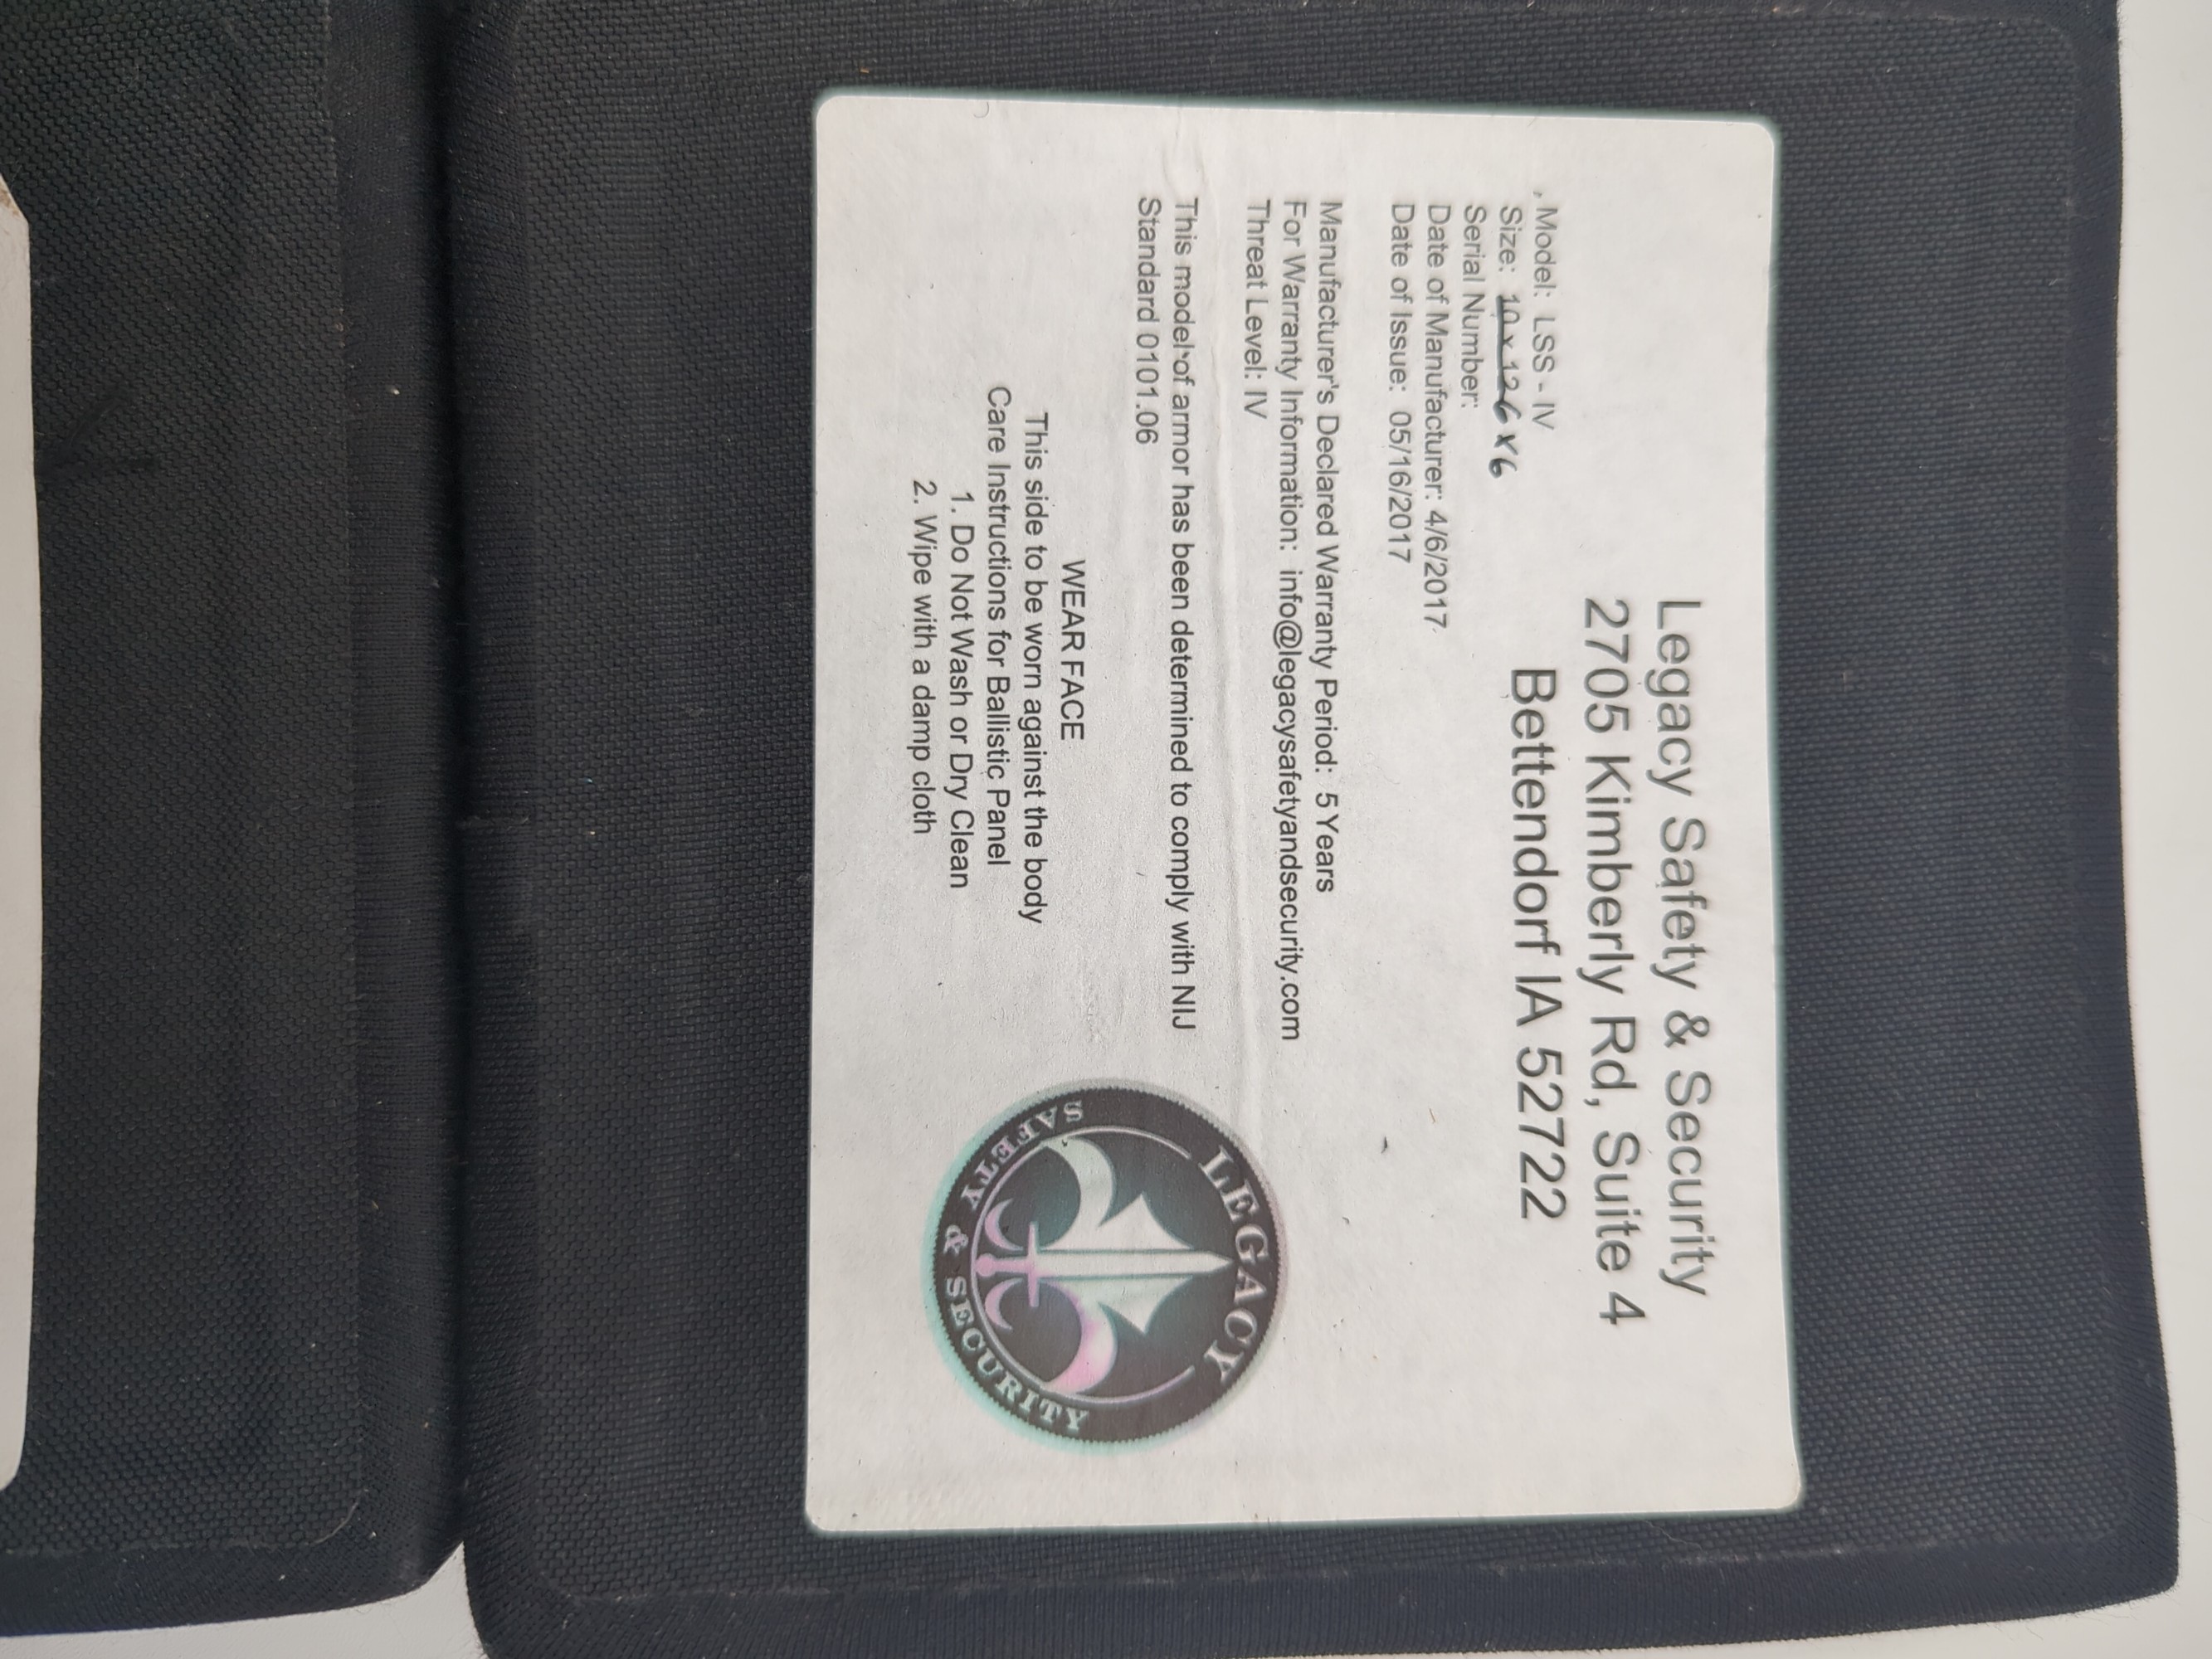 Legacy Safety & Security
2705 Kimberly Rd, Suite 4
Bettendorf IA 52722
Model: LSS - IV
Size: 10 x 12 6 x 6
Serial Number:
Date of Manufacturer: 4/6/2017
Date of Issue: 05/16/2017
Manufacturer's Declared Warranty Period: 5 Years
For Warranty Information: info@legacysafetyandsecurity.com
Threat Level: IV
This model of armor has been determined to comply with NIJ
Standard 0101.06
WEAR FACE
This side to be worn against the body
Care Instructions for Ballistic Panel
1. Do Not Wash or Dry Clean
2. Wipe with a damp cloth
LEGACY
SAFETY & SECURITY